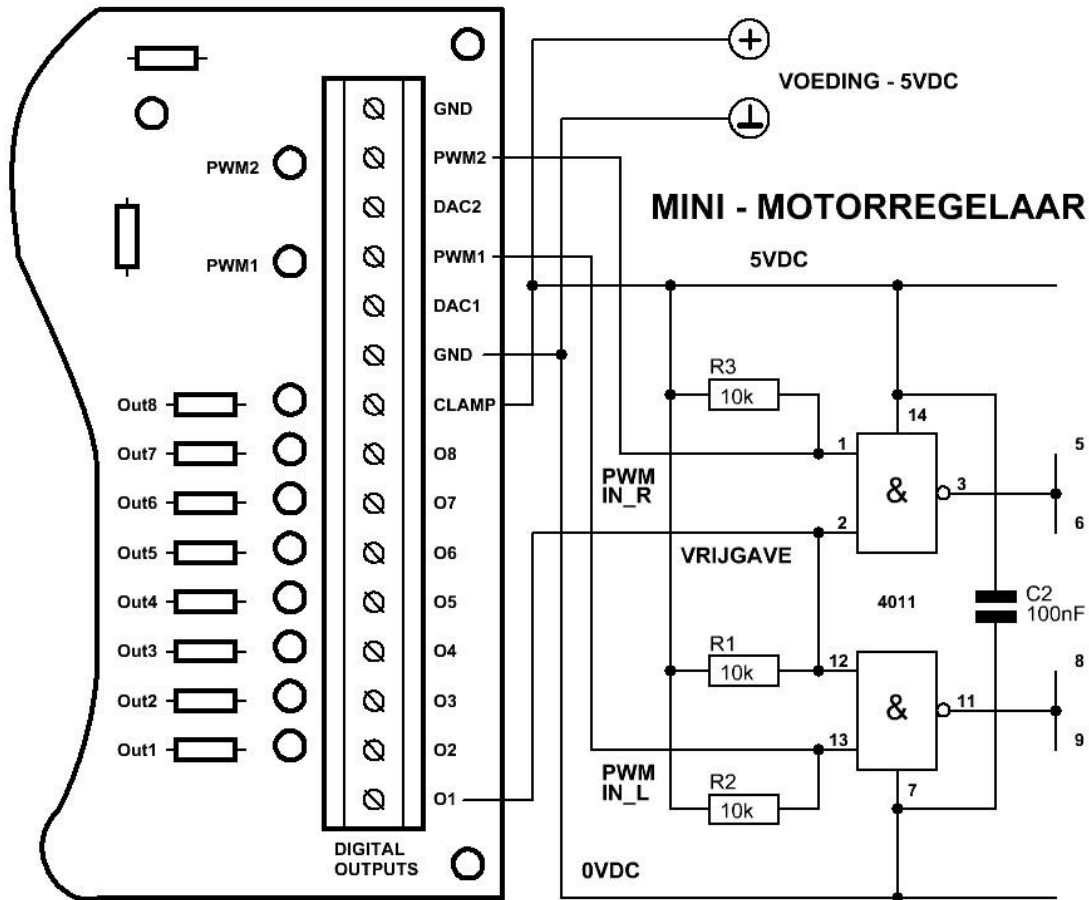 GND
PWM2
DAC2
PWM1
DAC1
GND
CLAMP
O8
O7
O6
O5
O4
O3
O2
O1
PWM2
PWM1
Out8
Out7
Out6
Out5
Out4
Out3
Out2
Out1
DIGITAL
OUTPUTS
+
VOEDING - 5VDC
MINI - MOTORREGELAAR
5VDC
R3
10k
14
1
&
3
2
5
6
PWM
IN_R
VRIJGAVE
4011
C2
100nF
R1
10k
12
&
11
13
8
9
PWM
IN_L
R2
10k
7
0VDC